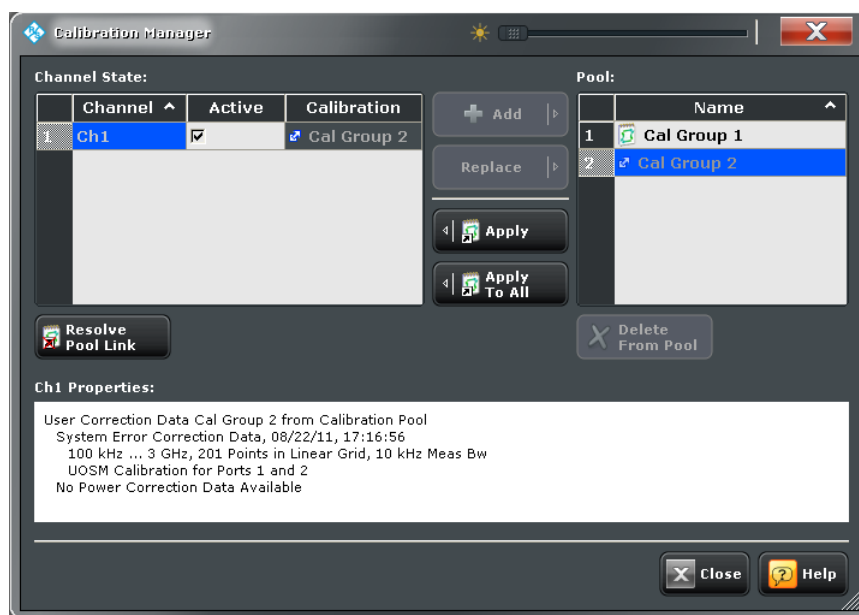 Calibration Manager
Channel State:
Pool:
Channel Active Calibration
1 Ch1 Cal Group 2
Add
Replace
Apply
Apply
To All
Name
1 Cal Group 1
2 Cal Group 2
Resolve
Pool Link
Delete
From Pool
Ch1 Properties:
User Correction Data Cal Group 2 from Calibration Pool
System Error Correction Data, 08/22/11, 17:16:56
100 kHz ... 3 GHz, 201 Points in Linear Grid, 10 kHz Meas Bw
UOSM Calibration for Ports 1 and 2
No Power Correction Data Available
X Close
? Help